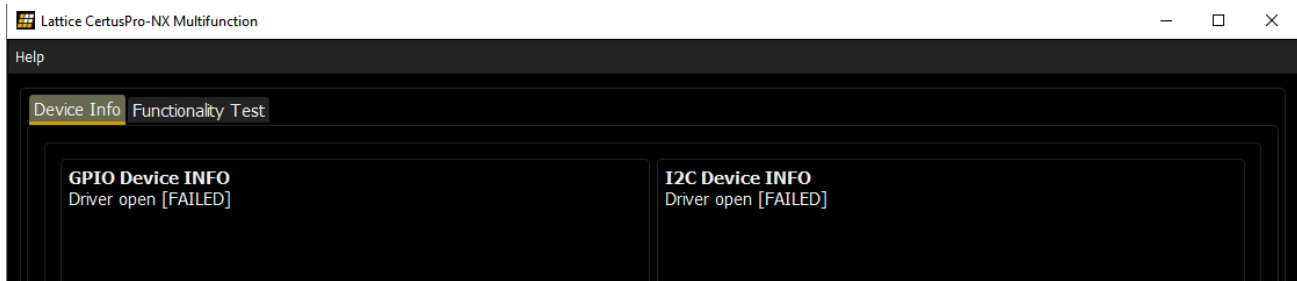 Lattice CertusPro-NX Multifunction
Help
Device Info Functionality Test
GPIO Device INFO
Driver open [FAILED]
I2C Device INFO
Driver open [FAILED]